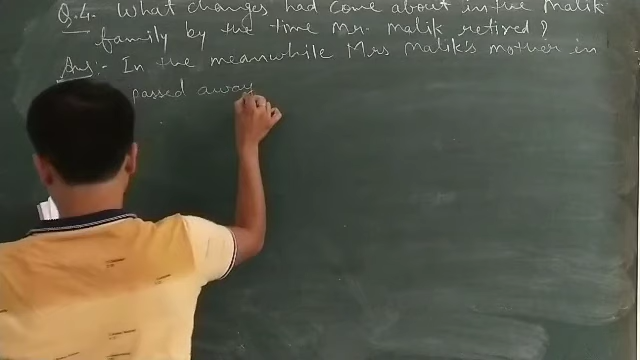 Q.4. What changes had come about in the Malik
family by the time Mr. Malik retired?
Ans:- In the meanwhile Mrs Malik's mother in
passed away